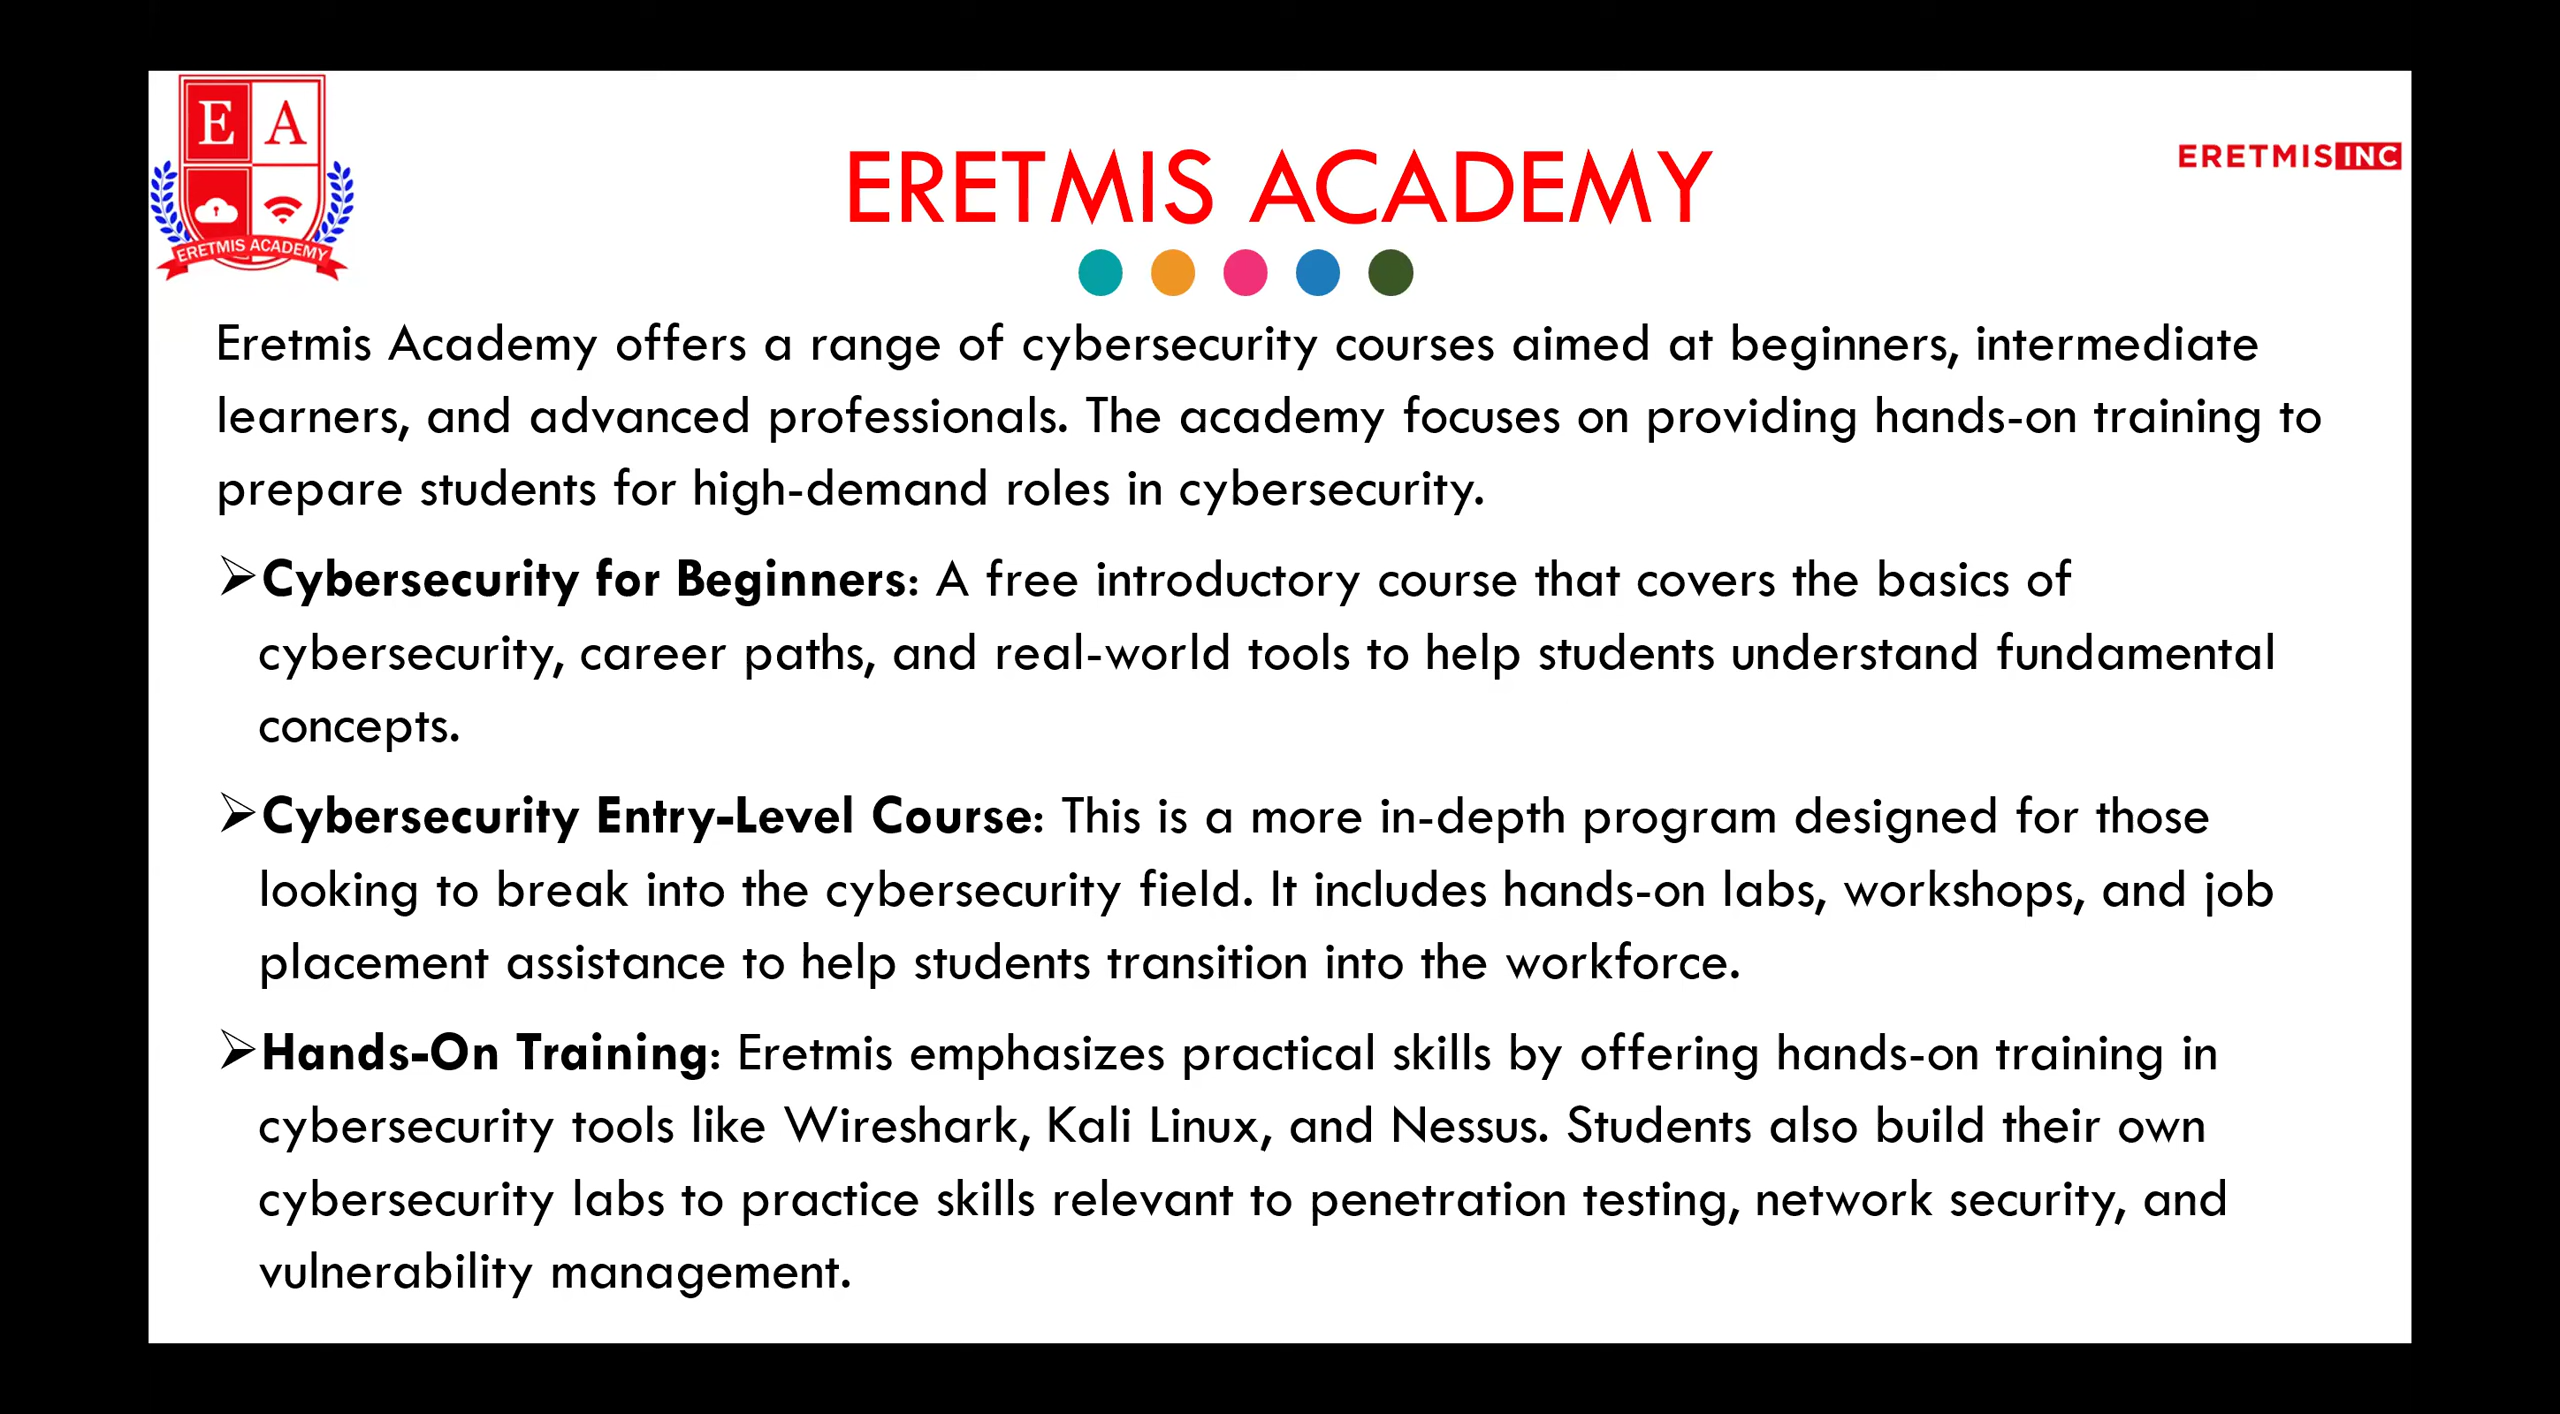 E A
ERETMIS ACADEMY
ERETMIS ACADEMY
ERETMIS INC
Eretmis Academy offers a range of cybersecurity courses aimed at beginners, intermediate
learners, and advanced professionals. The academy focuses on providing hands-on training to
prepare students for high-demand roles in cybersecurity.
➢Cybersecurity for Beginners: A free introductory course that covers the basics of
cybersecurity, career paths, and real-world tools to help students understand fundamental
concepts.
➢Cybersecurity Entry-Level Course: This is a more in-depth program designed for those
looking to break into the cybersecurity field. It includes hands-on labs, workshops, and job
placement assistance to help students transition into the workforce.
➢Hands-On Training: Eretmis emphasizes practical skills by offering hands-on training in
cybersecurity tools like Wireshark, Kali Linux, and Nessus. Students also build their own
cybersecurity labs to practice skills relevant to penetration testing, network security, and
vulnerability management.